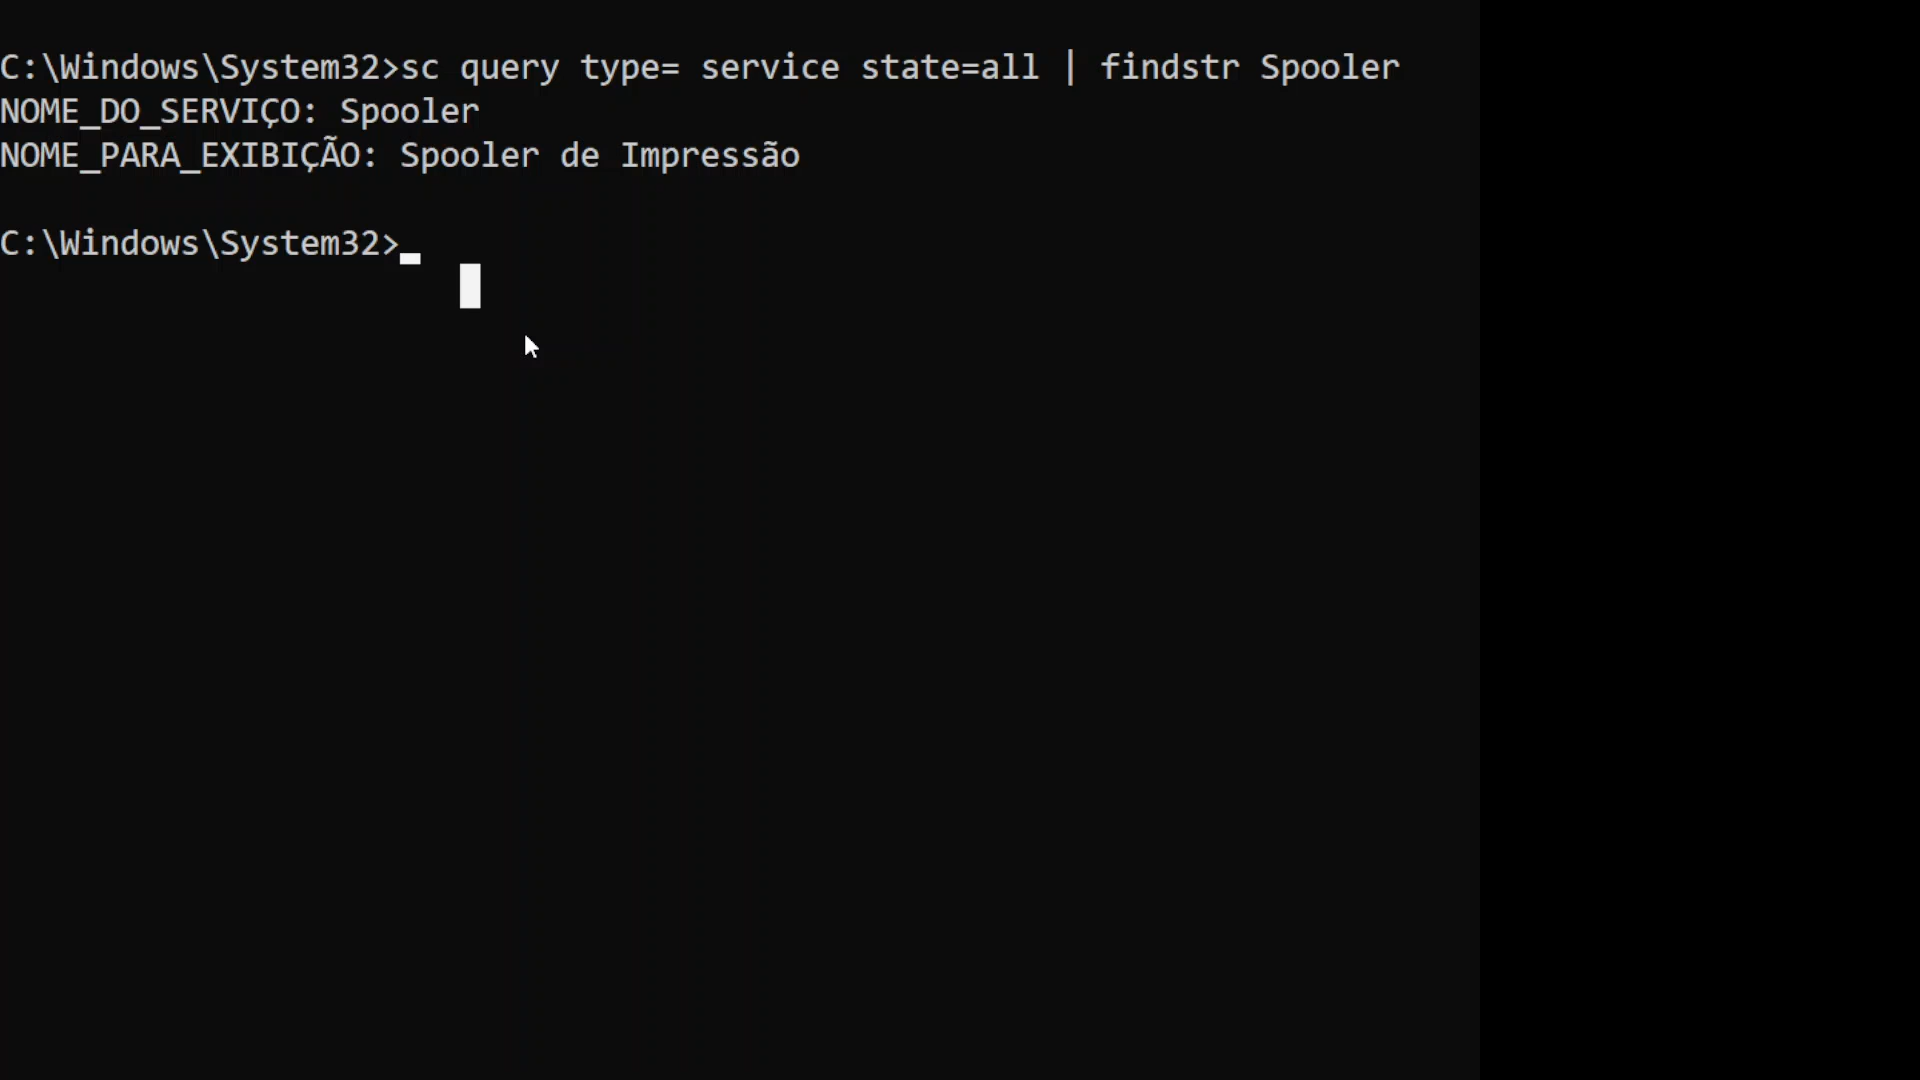 C:\Windows\System32>sc query type= service state=all | findstr Spooler
NOME_DO_SERVIÇO: Spooler
NOME_PARA_EXIBIÇÃO: Spooler de Impressão
C:\Windows\System32>